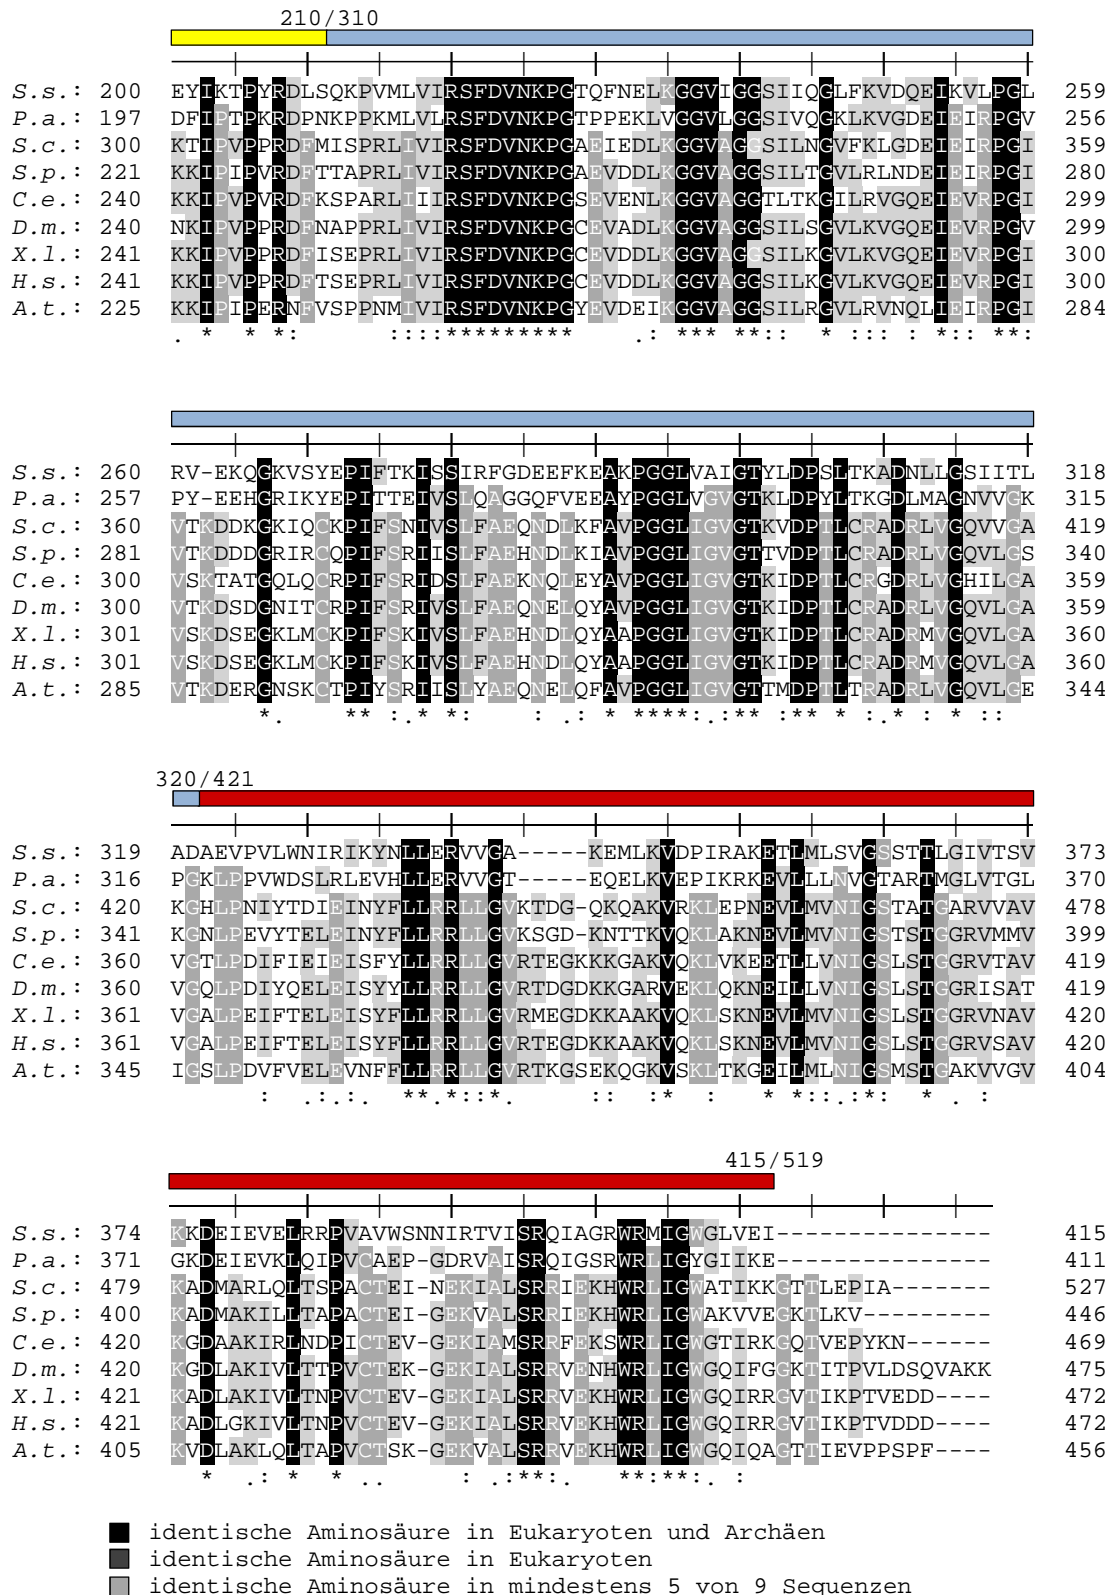 210/310
S.s.: 200 EYIKTPYRDLSQKPVMLVIRSFDVNKPGTQFNELKGGVIGGSIIQGLFKVDQEIKVLPGL 259
P.a.: 197 DFIPTPKRDPNKPPKMLVLRSFDVNKPGTPPEKLVGGVLGGSIVQGKLKVGDEIEIRPGV 256
S.c.: 300 KTIPVPPRDFMISPRLIVIRSFDVNKPGAEIEDLKGGVAGGSILNGVFKLGDEIEIRPGI 359
S.p.: 221 KKIPIPVRDFTTAPRLIVIRSFDVNKPGAEVDDLKGGVAGGSILTGVLRLNDEIEIRPGI 280
C.e.: 240 KKIPVPVRDFKSPARLIIIRSFDVNKPGSEVENLKGGVAGGTLTKGILRVGQEIEVRPGI 299
D.m.: 240 NKIPVPPRDFNAPPRLIVIRSFDVNKPGCEVADLKGGVAGGSILSGVLKVGQEIEVRPGV 299
X.l.: 241 KKIPVPPRDFISEPRLIVIRSFDVNKPGCEVDDLKGGVAGGSILKGVLKVGQEIEVRPGI 300
H.s.: 241 KKIPVPPRDFTSEPRLIVIRSFDVNKPGCEVDDLKGGVAGGSILKGVLKVGQEIEVRPGI 300
A.t.: 225 KKIPIPERNFVSPPNMIVIRSFDVNKPGYEVDEIKGGVAGGSILRGVLRVNQLIEIRPGI 284
. *  * *:      ::::*********    .: *** **::  * ::: :  *:: **:
S.s.: 260 RV-EKQGKVSYEPIFTKISSIRFGDEEFKEAKPGGLVAIGTYLDPSLTKADNLLGSIITL 318
P.a.: 257 PY-EEHGRIKYEPITTEIVSLQAGGQFVEEAYPGGLVGVGTKLDPYLTKGDLMAGNVVGK 315
S.c.: 360 VTKDDKGKIQCKPIFSNIVSLFAEQNDLKFAVPGGLIGVGTKVDPTLCRADRLVGQVVGA 419
S.p.: 281 VTKDDDGRIRCQPIFSRIISLFAEHNDLKIAVPGGLIGVGTTVDPTLCRADRLVGQVLGS 340
C.e.: 300 VSKTATGQLQCRPIFSRIDSLFAEKNQLEYAVPGGLIGVGTKIDPTLCRGDRLVGHILGA 359
D.m.: 300 VTKDSDGNITCRPIFSRIVSLFAEQNELQYAVPGGLIGVGTKIDPTLCRADRLVGQVLGA 359
X.l.: 301 VSKDSEGKLMCKPIFSKIVSLFAEHNDLQYAAPGGLIGVGTKIDPTLCRADRMVGQVLGA 360
H.s.: 301 VSKDSEGKLMCKPIFSKIVSLFAEHNDLQYAAPGGLIGVGTKIDPTLCRADRMVGQVLGA 360
A.t.: 285 VTKDERGNSKCTPIYSRIISLYAEQNELQFAVPGGLIGVGTTMDPTLTRADRLVGQVLGE 344
*.    ** :.* *:    : .: * ****:.:** :** * :.* : * ::
320/421
S.s.: 319 ADAEVPVLWNIRIKYNLLERVVGA-----KEMLKVDPIRAKETLMLSVGSSTTLGIVTSV 373
P.a.: 316 PGKLPPVWDSLRLEVHLLERVVGT-----EQELKVEPIKRKEVLLLNVGTARTMGLVTGL 370
S.c.: 420 KGHLPNIYTDIEINYFLLRRLLGVKTDG-QKQAKVRKLEPNEVLMVNIGSTATGARVVAV 478
S.p.: 341 KGNLPEVYTELEINYFLLRRLLGVKSGD-KNTTKVQKLAKNEVLMVNIGSTSTGGRVMMV 399
C.e.: 360 VGTLPDIFIEIEISFYLLRRLLGVRTEGKKKGAKVQKLVKEETLLVNIGSLSTGGRVTAV 419
D.m.: 360 VGQLPDIYQELEISYYLLRRLLGVRTDGDKKGARVEKLQKNEILLVNIGSLSTGGRISAT 419
X.l.: 361 VGALPEIFTELEISYFLLRRLLGVRMEGDKKAAKVQKLSKNEVLMVNIGSLSTGGRVNAV 420
H.s.: 361 VGALPEIFTELEISYFLLRRLLGVRTEGDKKAAKVQKLSKNEVLMVNIGSLSTGGRVSAV 420
A.t.: 345 IGSLPDVFVELEVNFFLLRRLLGVRTKGSEKQGKVSKLTKGEILMLNIGSMSTGAKVVGV 404
:  .:.:.  **.*::*.      ::   :*  :   * *::.:*:  * . :
415/519
S.s.: 374 KKDEIEVELRRPVAVWSNNIRTVISRQIAGRWRMIGWGLVEI--------------- 415
P.a.: 371 GKDEIEVKLQIPVCAEP-GDRVAISRQIGSRWRLIGYGIIKE--------------- 411
S.c.: 479 KADMARLQLTSPACTEI-NEKIALSRRIEKHWRLIGWATIKKGTTLEPIA------- 527
S.p.: 400 KADMAKILLTAPACTEI-GEKVALSRRIEKHWRLIGWAKVVEGKTLKV--------- 446
C.e.: 420 KGDAAKIRLNDPICTEV-GEKIAMSRRFEKSWRLIGWGTIRKGQTVEPYKN------ 469
D.m.: 420 KGDLAKIVLTTPVCTEK-GEKIALSRRVENHWRLIGWGQIFGGKTITPVLDSQVAKK 475
X.l.: 421 KADLAKIVLTNPVCTEV-GEKIALSRRVEKHWRLIGWGQIRRGVTIKPTVEDD---- 472
H.s.: 421 KADLGKIVLTNPVCTEV-GEKIALSRRVEKHWRLIGWGQIRRGVTIKPTVDDD---- 472
A.t.: 405 KVDLAKLQLTAPVCTSK-GEKVALSRRVEKHWRLIGWGQIQAGTTIEVPPSPF---- 456
*  .: *  * ..     : .:**:.   **:**:. :
identische Aminosäure in Eukaryoten und Archäen
identische Aminosäure in Eukaryoten
identische Aminosäure in mindestens 5 von 9 Sequenzen